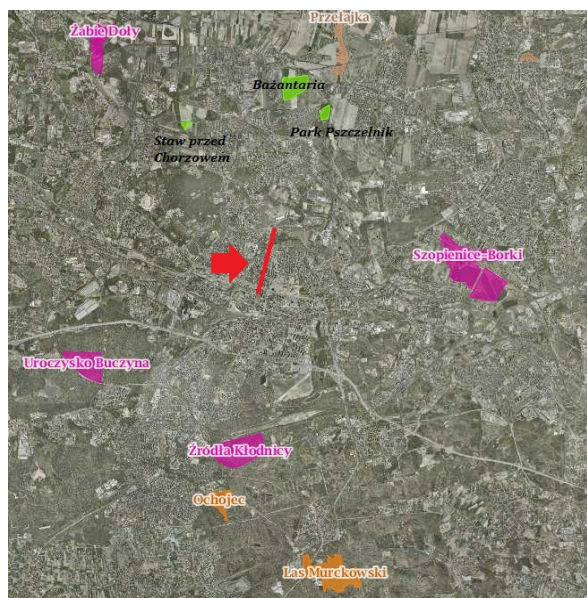 Żabie Doły
Przełajka
Bażantaria
Park Pszczelnik
Staw przed
Chorzowem
Szopienice-Borki
Uroczysko Buczyna
Źródła Kłodnicy
Ochojec
Las Murckowski